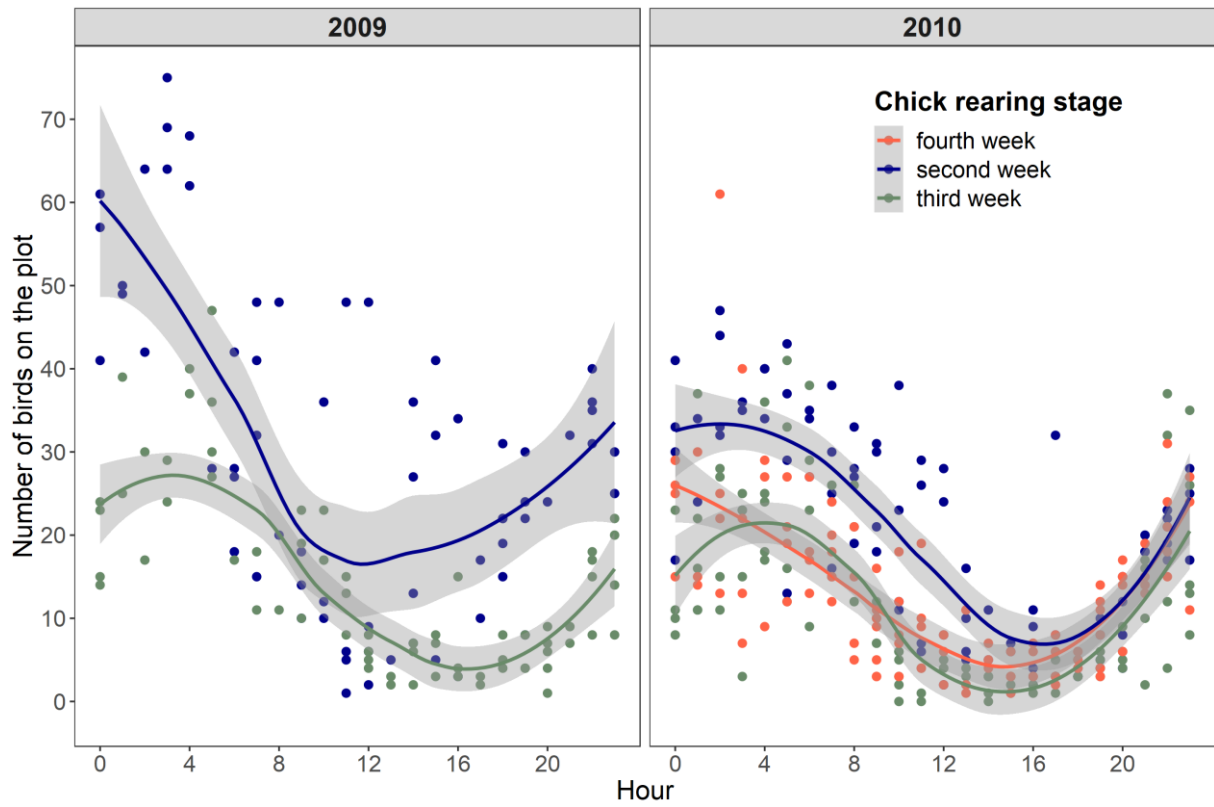 2009
2010
Number of birds on the plot
70
60
50
40
30
20
10
0
Chick rearing stage
fourth week
second week
third week
0 4 8 12 16 20
0 4 8 12 16 20
Hour